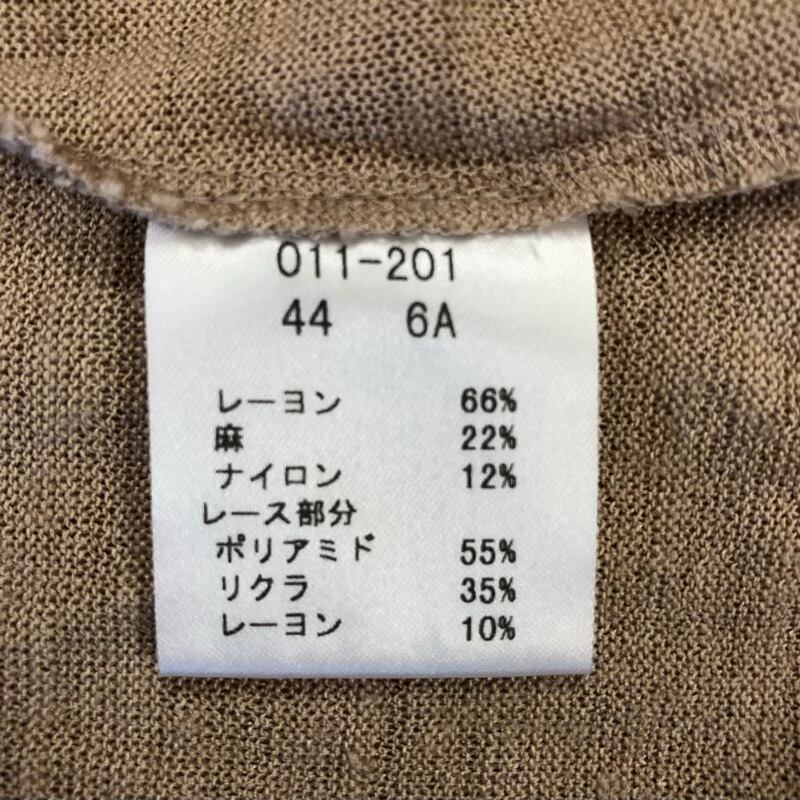 011-201
44 6A
レーヨン 66%
麻 22%
ナイロン 12%
レース部分
ポリアミド 55%
リクラ 35%
レーヨン 10%